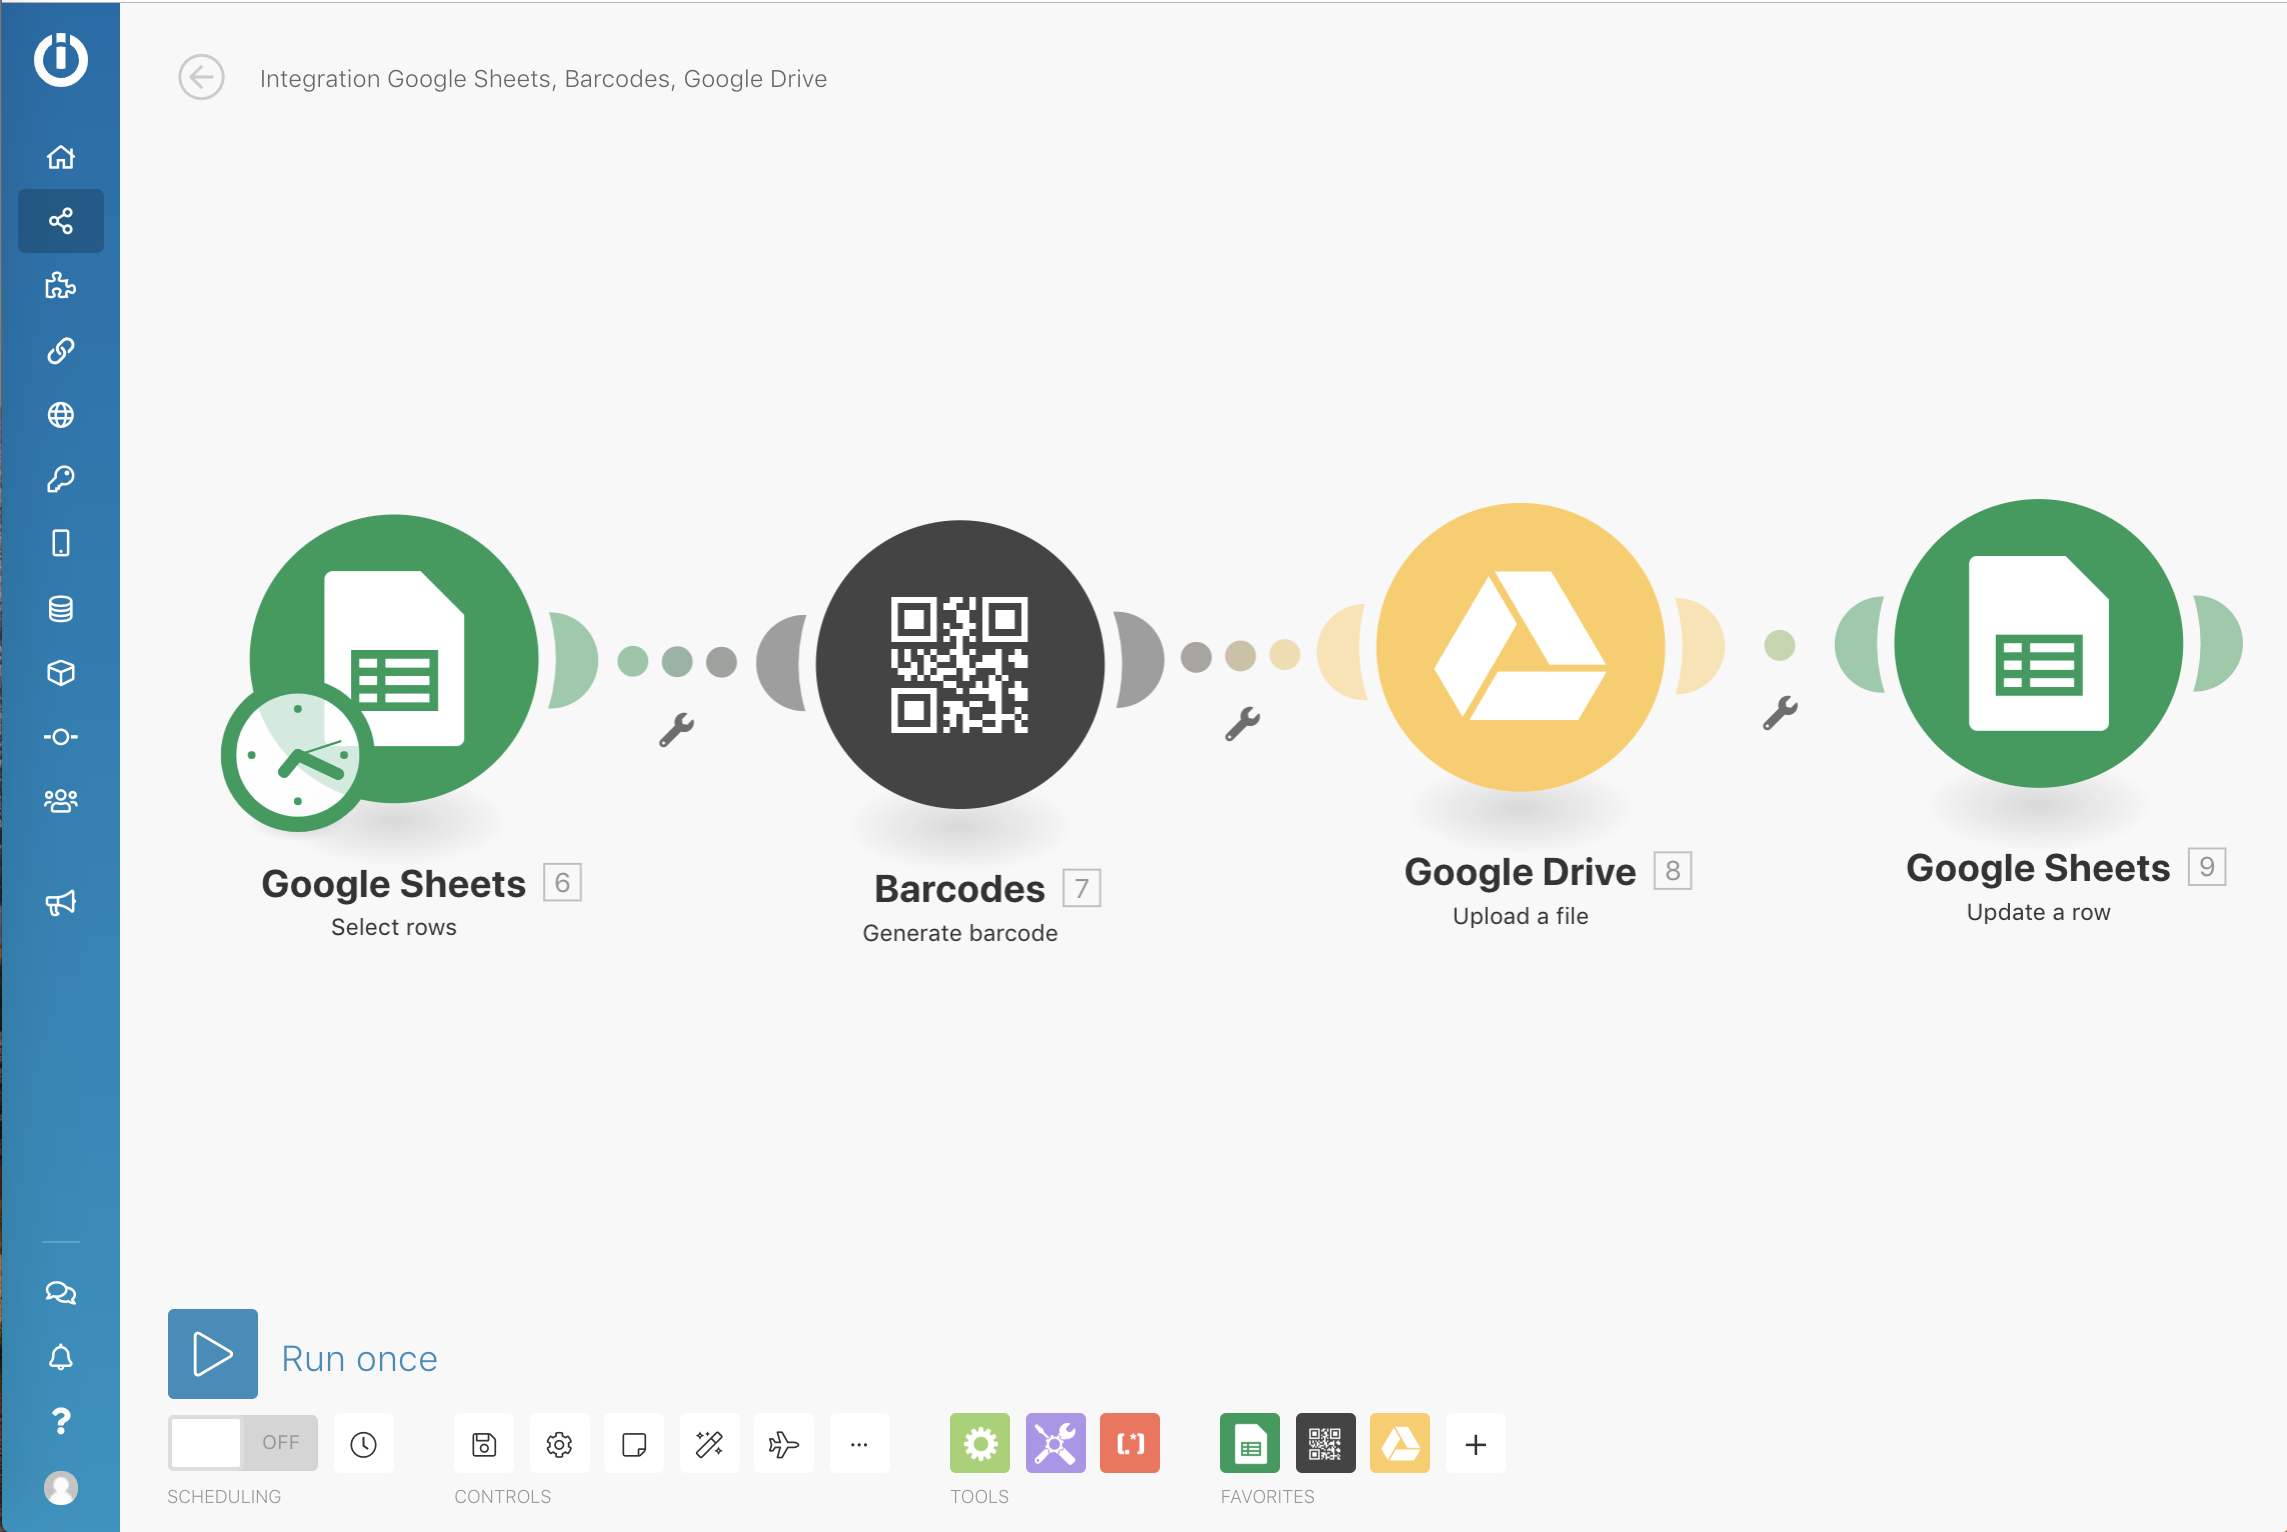 Integration Google Sheets, Barcodes, Google Drive
Google Sheets 6
Select rows
Barcodes 7
Generate barcode
Google Drive 8
Upload a file
Google Sheets 9
Update a row
Run once
OFF
SCHEDULING
CONTROLS
TOOLS
FAVORITES